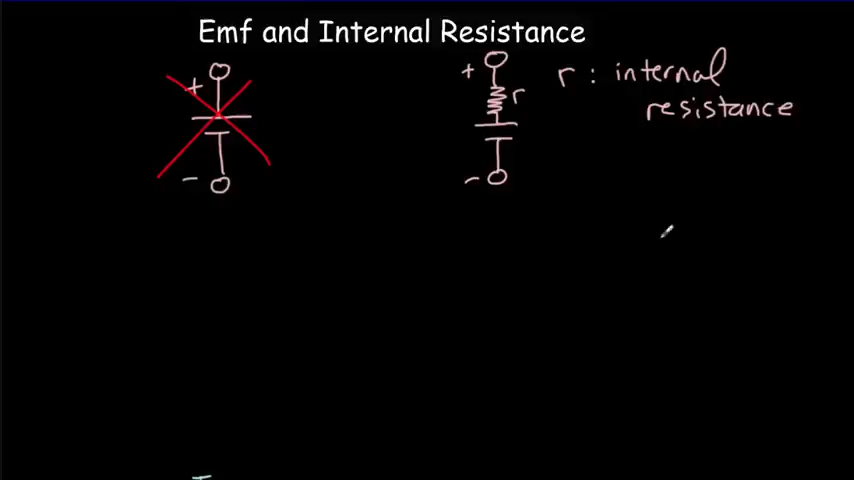 Emf and Internal Resistance
+
-
+
r
-
r : internal
resistance